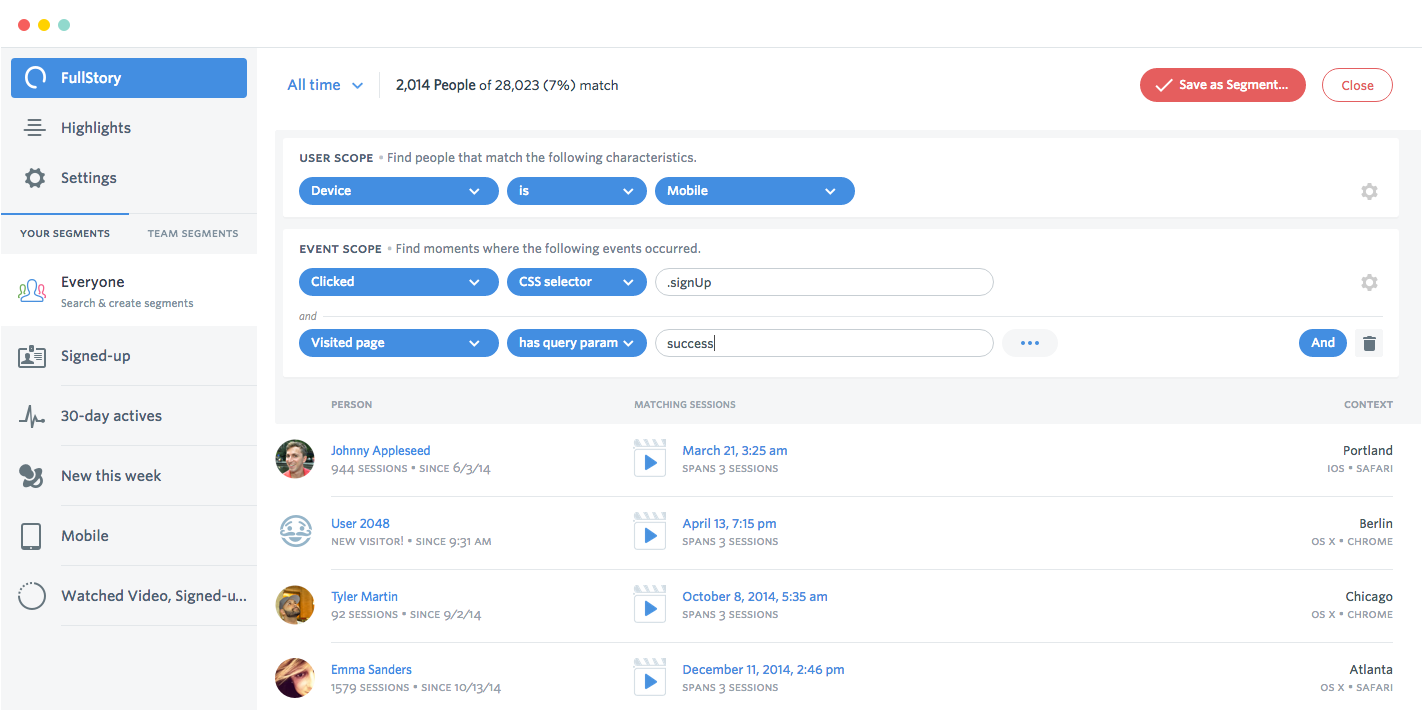 FullStory
Highlights
Settings
YOUR SEGMENTS TEAM SEGMENTS
Everyone
Search & create segments
Signed-up
30-day actives
New this week
Mobile
Watched Video, Signed-u...
All time 2,014 People of 28,023 (7%) match Save as Segment... Close
USER SCOPE • Find people that match the following characteristics.
Device is Mobile
EVENT SCOPE • Find moments where the following events occurred.
Clicked CSS selector .signUp
and
Visited page has query param success ••• And
PERSON MATCHING SESSIONS CONTEXT
Johnny Appleseed March 21, 3:25 am Portland
944 SESSIONS • SINCE 6/3/14 SPANS 3 SESSIONS IOS • SAFARI
User 2048 April 13, 7:15 pm Berlin
NEW VISITOR! • SINCE 9:31 AM SPANS 3 SESSIONS OS X • CHROME
Tyler Martin October 8, 2014, 5:35 am Chicago
92 SESSIONS • SINCE 9/2/14 SPANS 3 SESSIONS OS X • CHROME
Emma Sanders December 11, 2014, 2:46 pm Atlanta
1579 SESSIONS • SINCE 10/13/14 SPANS 3 SESSIONS OS X • SAFARI